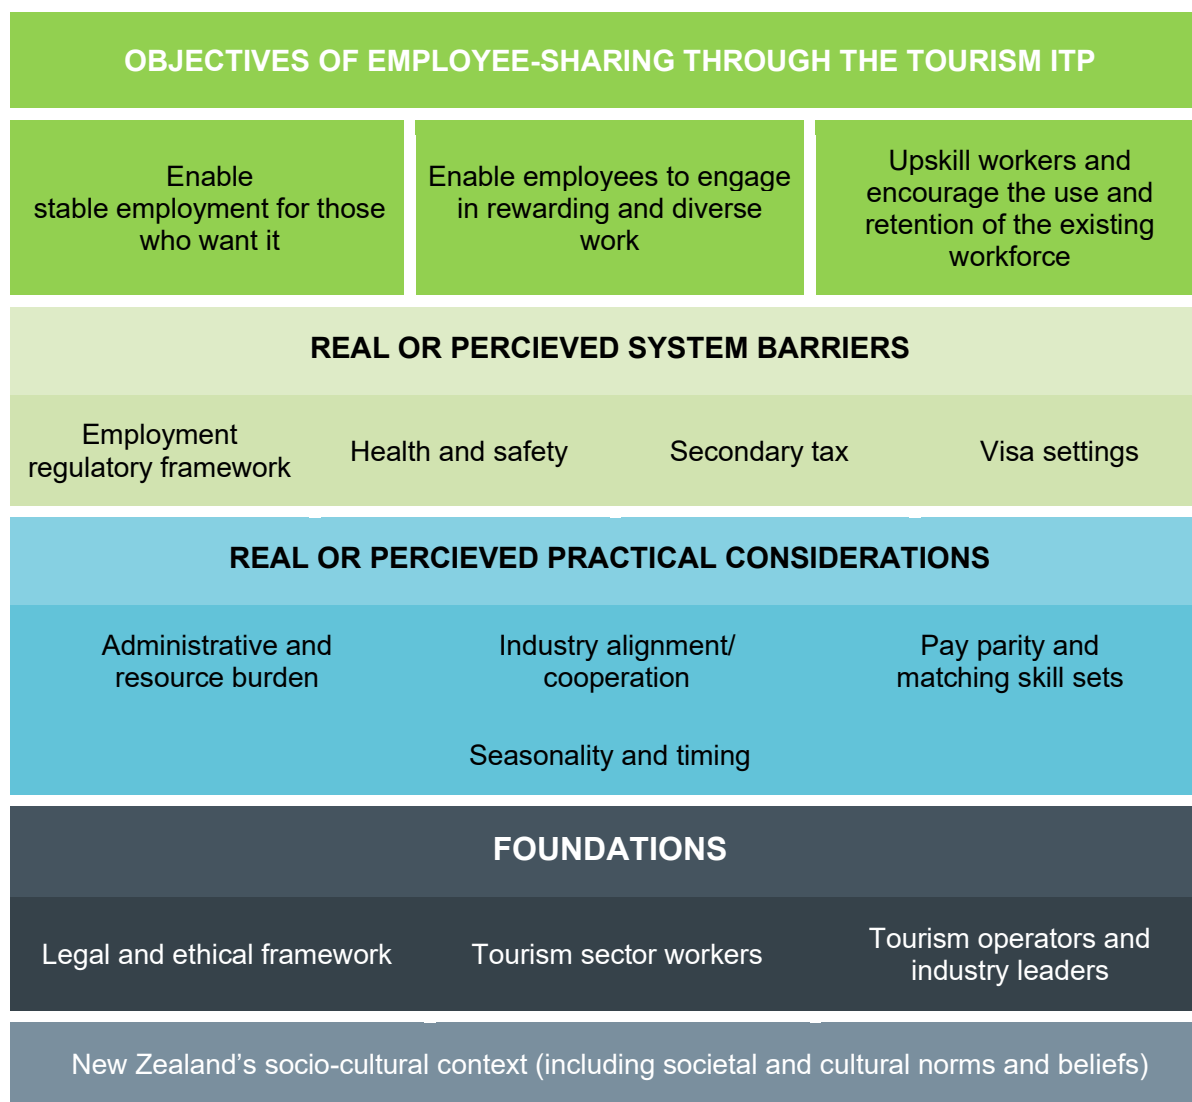 OBJECTIVES OF EMPLOYEE-SHARING THROUGH THE TOURISM ITP
Enable
stable employment for those
who want it
Enable employees to engage
in rewarding and diverse
work
Upskill workers and
encourage the use and
retention of the existing
workforce
REAL OR PERCIEVED SYSTEM BARRIERS
Employment
regulatory framework
Health and safety
Secondary tax
Visa settings
REAL OR PERCIEVED PRACTICAL CONSIDERATIONS
Administrative and
resource burden
Industry alignment/
cooperation
Pay parity and
matching skill sets
Seasonality and timing
FOUNDATIONS
Legal and ethical framework
Tourism sector workers
Tourism operators and
industry leaders
New Zealand’s socio-cultural context (including societal and cultural norms and beliefs)